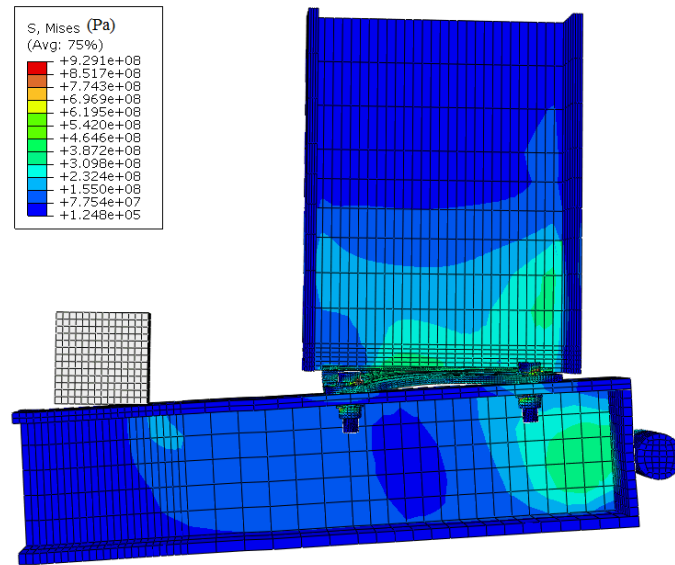 S, Mises (Pa)
(Avg: 75%)
+9.291e+08
+8.517e+08
+7.743e+08
+6.969e+08
+6.195e+08
+5.420e+08
+4.646e+08
+3.872e+08
+3.098e+08
+2.324e+08
+1.550e+08
+7.754e+07
+1.248e+05